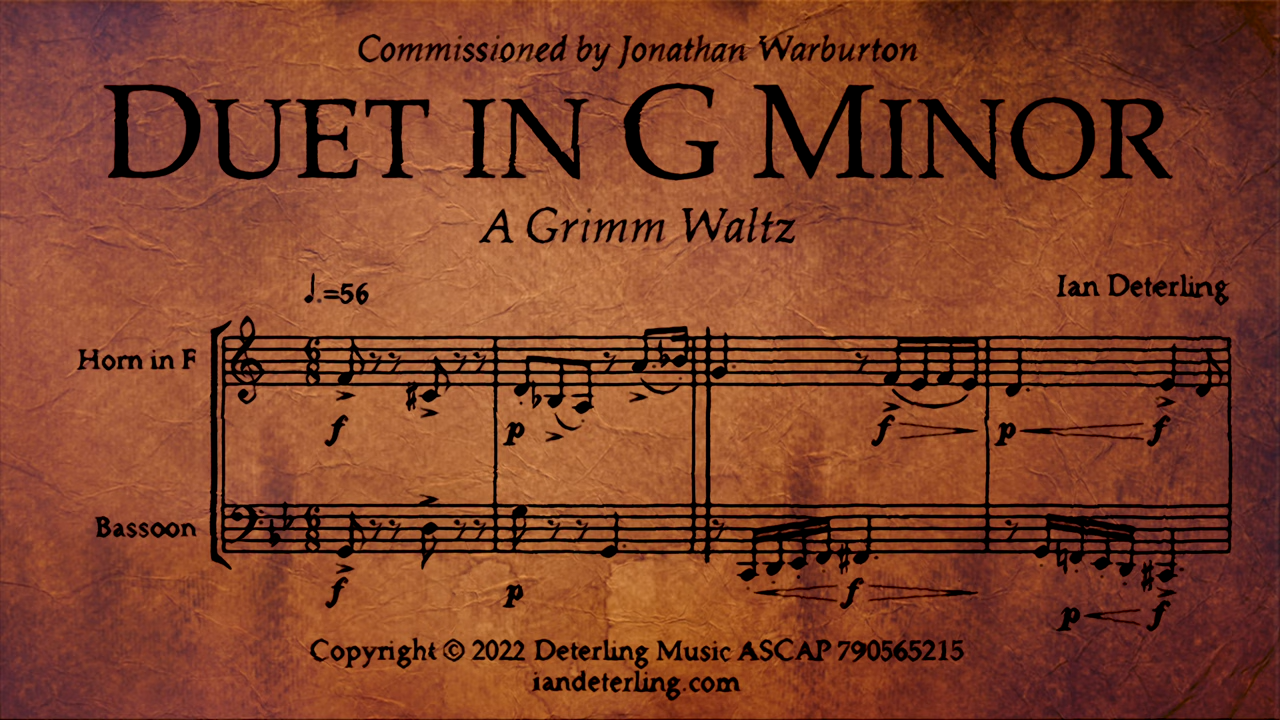 Commissioned by Jonathan Warburton
DUET IN G MINOR
A Grimm Waltz
♩.=56
Ian Deterling
Horn in F
f
p
f
p
f
Bassoon
f
p
f
p
f
Copyright © 2022 Deterling Music ASCAP 790565215
iandeterling.com